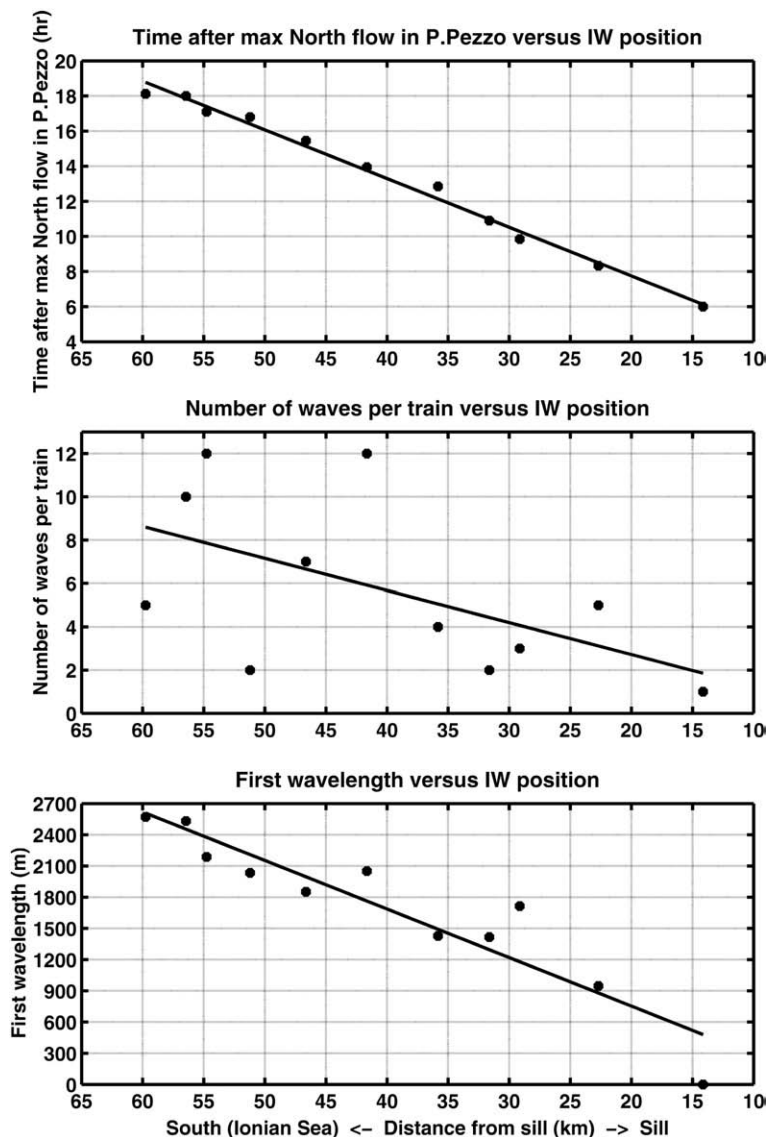 Time after max North flow in P.Pezzo versus IW position
Time after max North flow in P.Pezzo (hr)
20
18
16
14
12
10
8
6
4
65 60 55 50 45 40 35 30 25 20 15 10
Number of waves per train versus IW position
Number of waves per train
12
10
8
6
4
2
0
65 60 55 50 45 40 35 30 25 20 15 10
First wavelength versus IW position
First wavelength (m)
2700
2400
2100
1800
1500
1200
900
600
300
0
65 60 55 50 45 40 35 30 25 20 15 10
South (Ionian Sea) <- Distance from sill (km) -> Sill